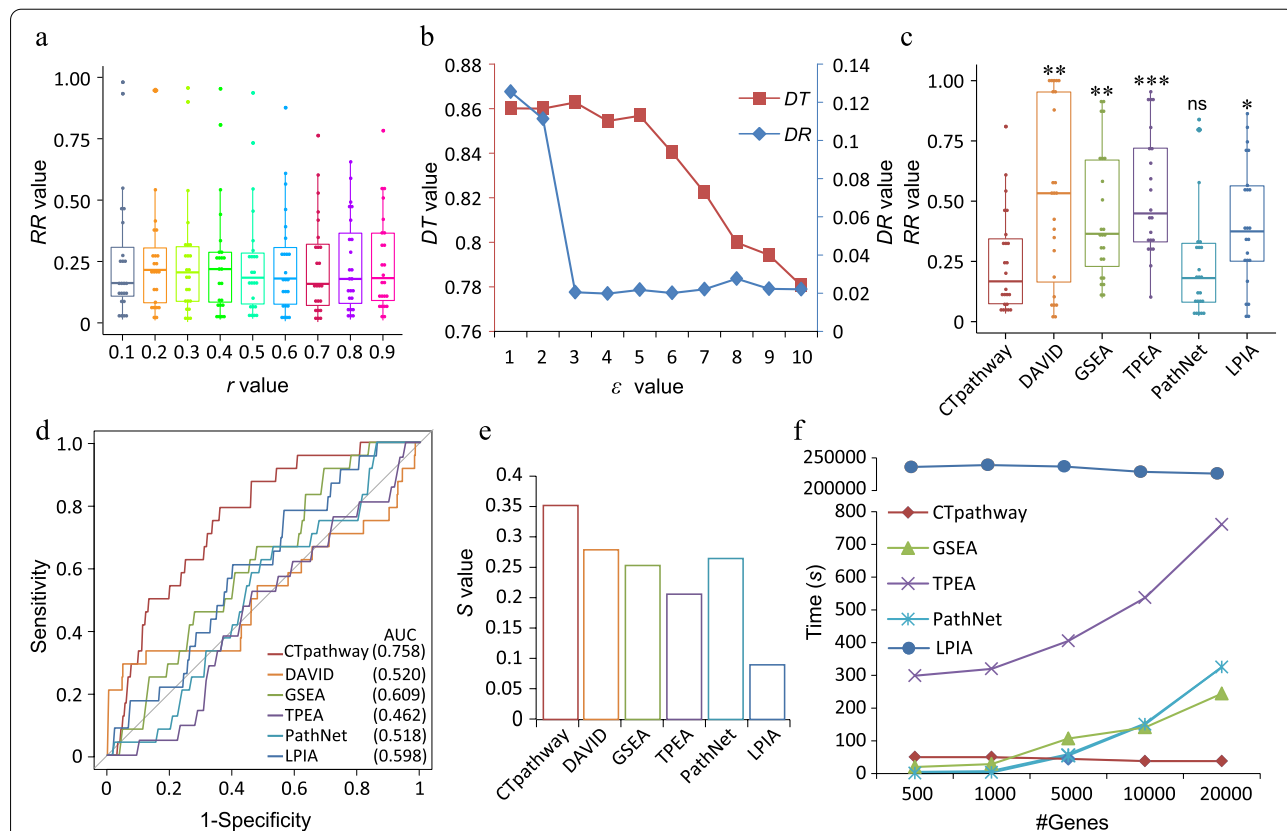 a
RR value
1.00
0.75
0.50
0.25
0
0.1 0.2 0.3 0.4 0.5 0.6 0.7 0.8 0.9
r value
b
DT value
0.88
0.86
0.84
0.82
0.80
0.78
0.76
DT
DR
0.14
0.12
0.10
0.08
0.06
0.04
0.02
0
DR value
1 2 3 4 5 6 7 8 9 10
ε value
c
RR value
1.00
0.75
0.50
0.25
0
** ** *** ns *
CTpathway DAVID GSEA TPEA PathNet LPIA
d
Sensitivity
1.0
0.8
0.6
0.4
0.2
0
AUC
CTpathway (0.758)
DAVID (0.520)
GSEA (0.609)
TPEA (0.462)
PathNet (0.518)
LPIA (0.598)
0 0.2 0.4 0.6 0.8 1
1-Specificity
e
S value
0.4
0.35
0.3
0.25
0.2
0.15
0.1
0.05
0
CTpathway DAVID GSEA TPEA PathNet LPIA
f
Time (s)
250000
200000
800
700
600
500
400
300
200
100
0
CTpathway
GSEA
TPEA
PathNet
LPIA
500 1000 5000 10000 20000
#Genes